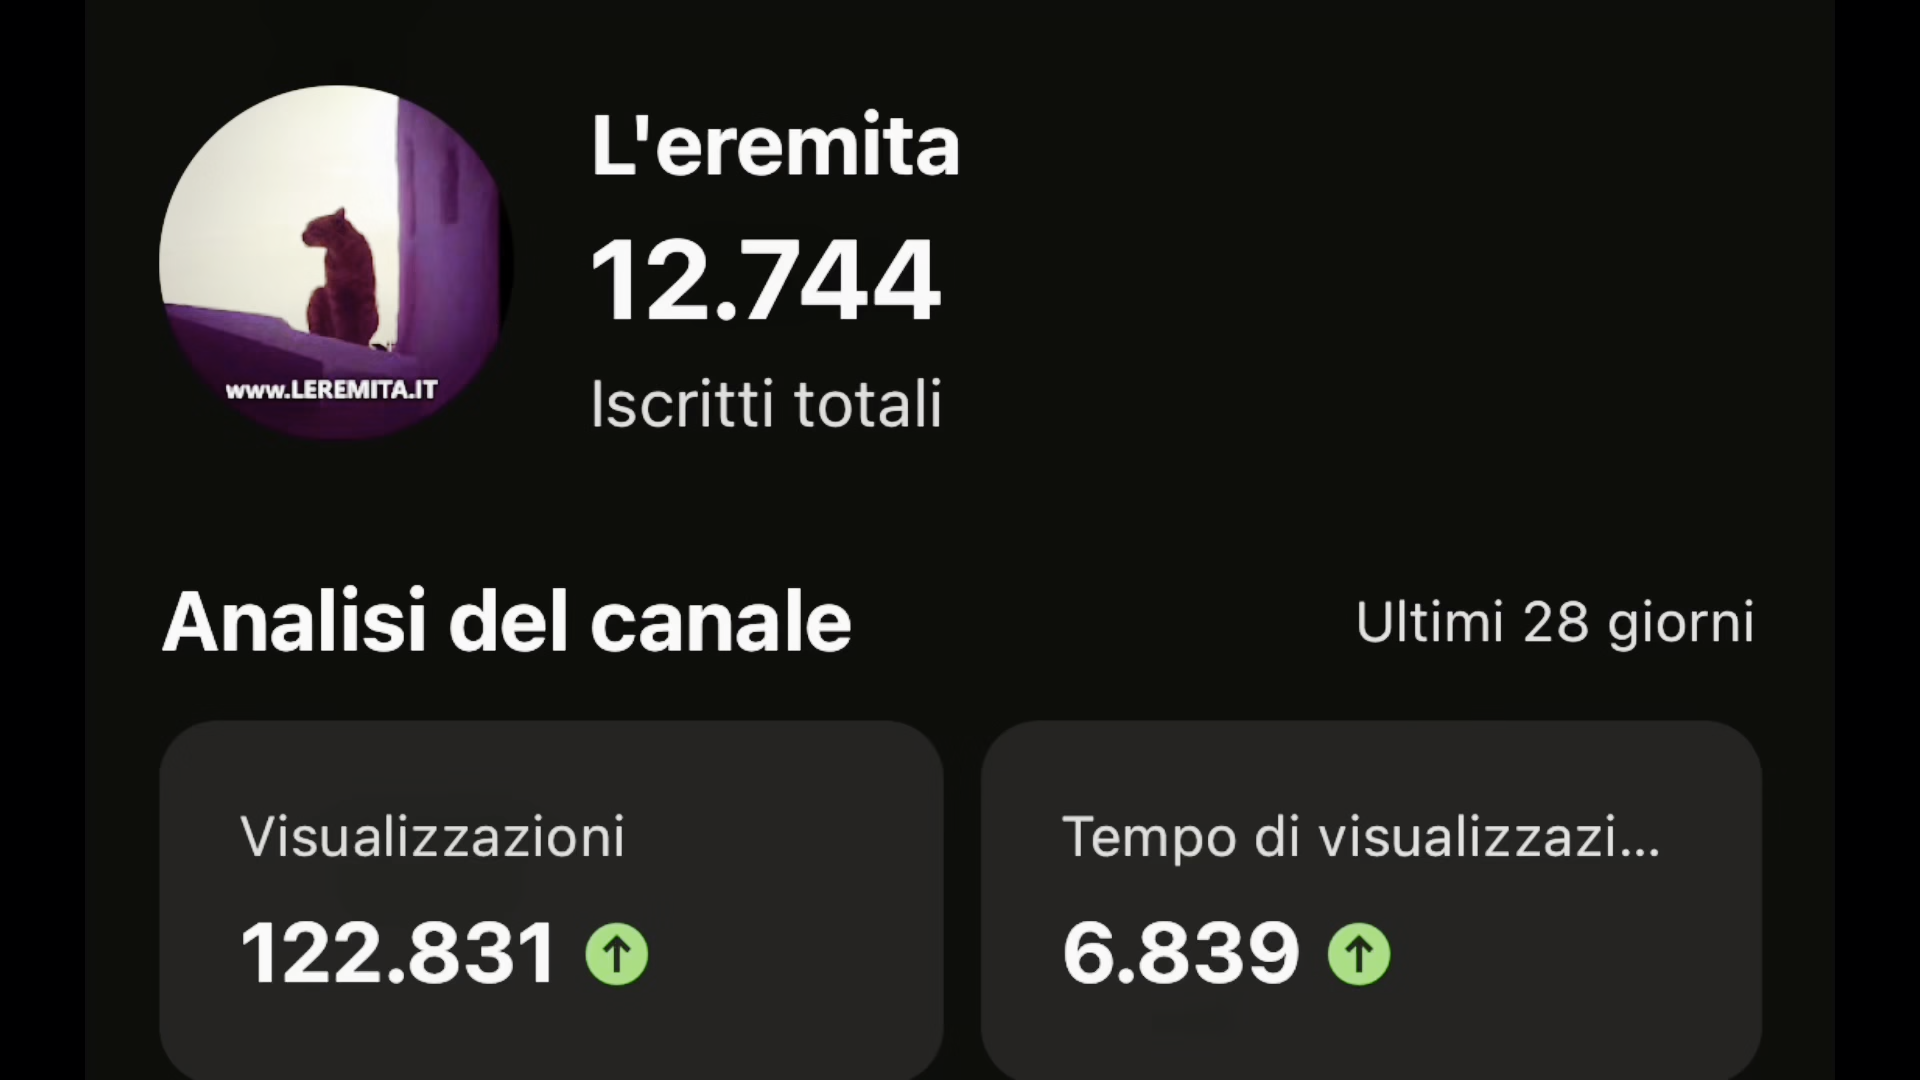 L'eremita
12.744
Iscritti totali
www.LEREMITA.IT
Analisi del canale
Ultimi 28 giorni
Visualizzazioni
122.831
Tempo di visualizzazi...
6.839